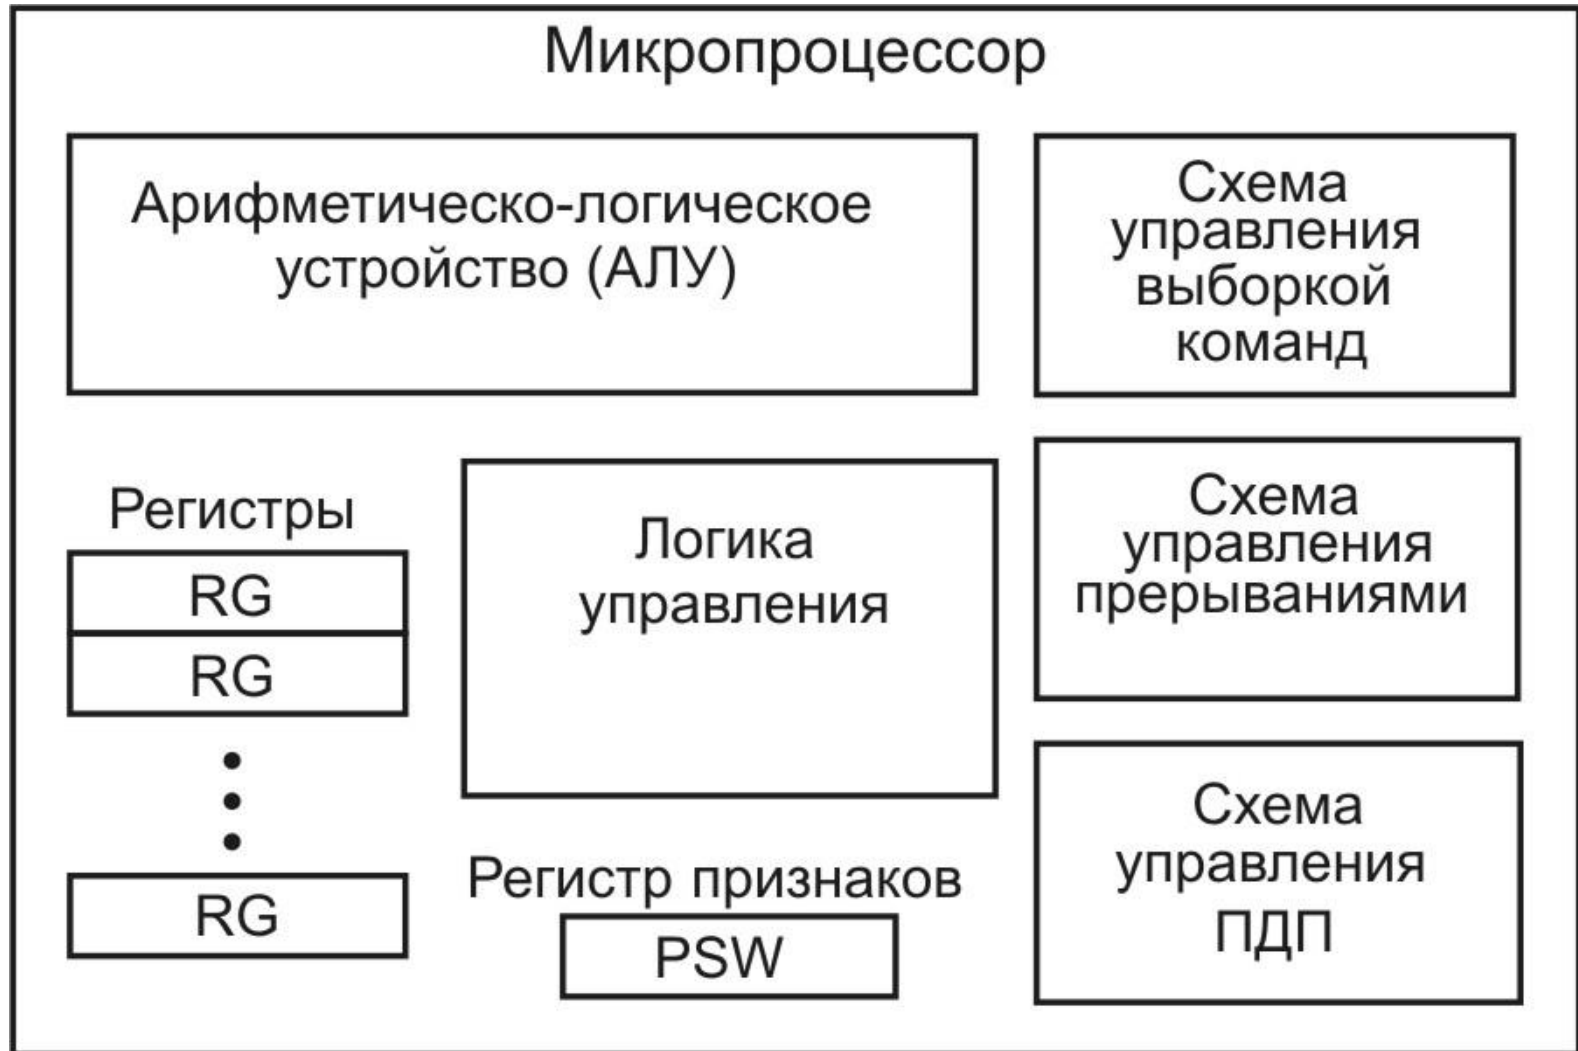 Микропроцессор
Арифметическо-логическое
устройство (АЛУ)
Схема
управления
выборкой
команд
Регистры
RG
RG
RG
Логика
управления
Регистр признаков
PSW
Схема
управления
прерываниями
Схема
управления
ПДП